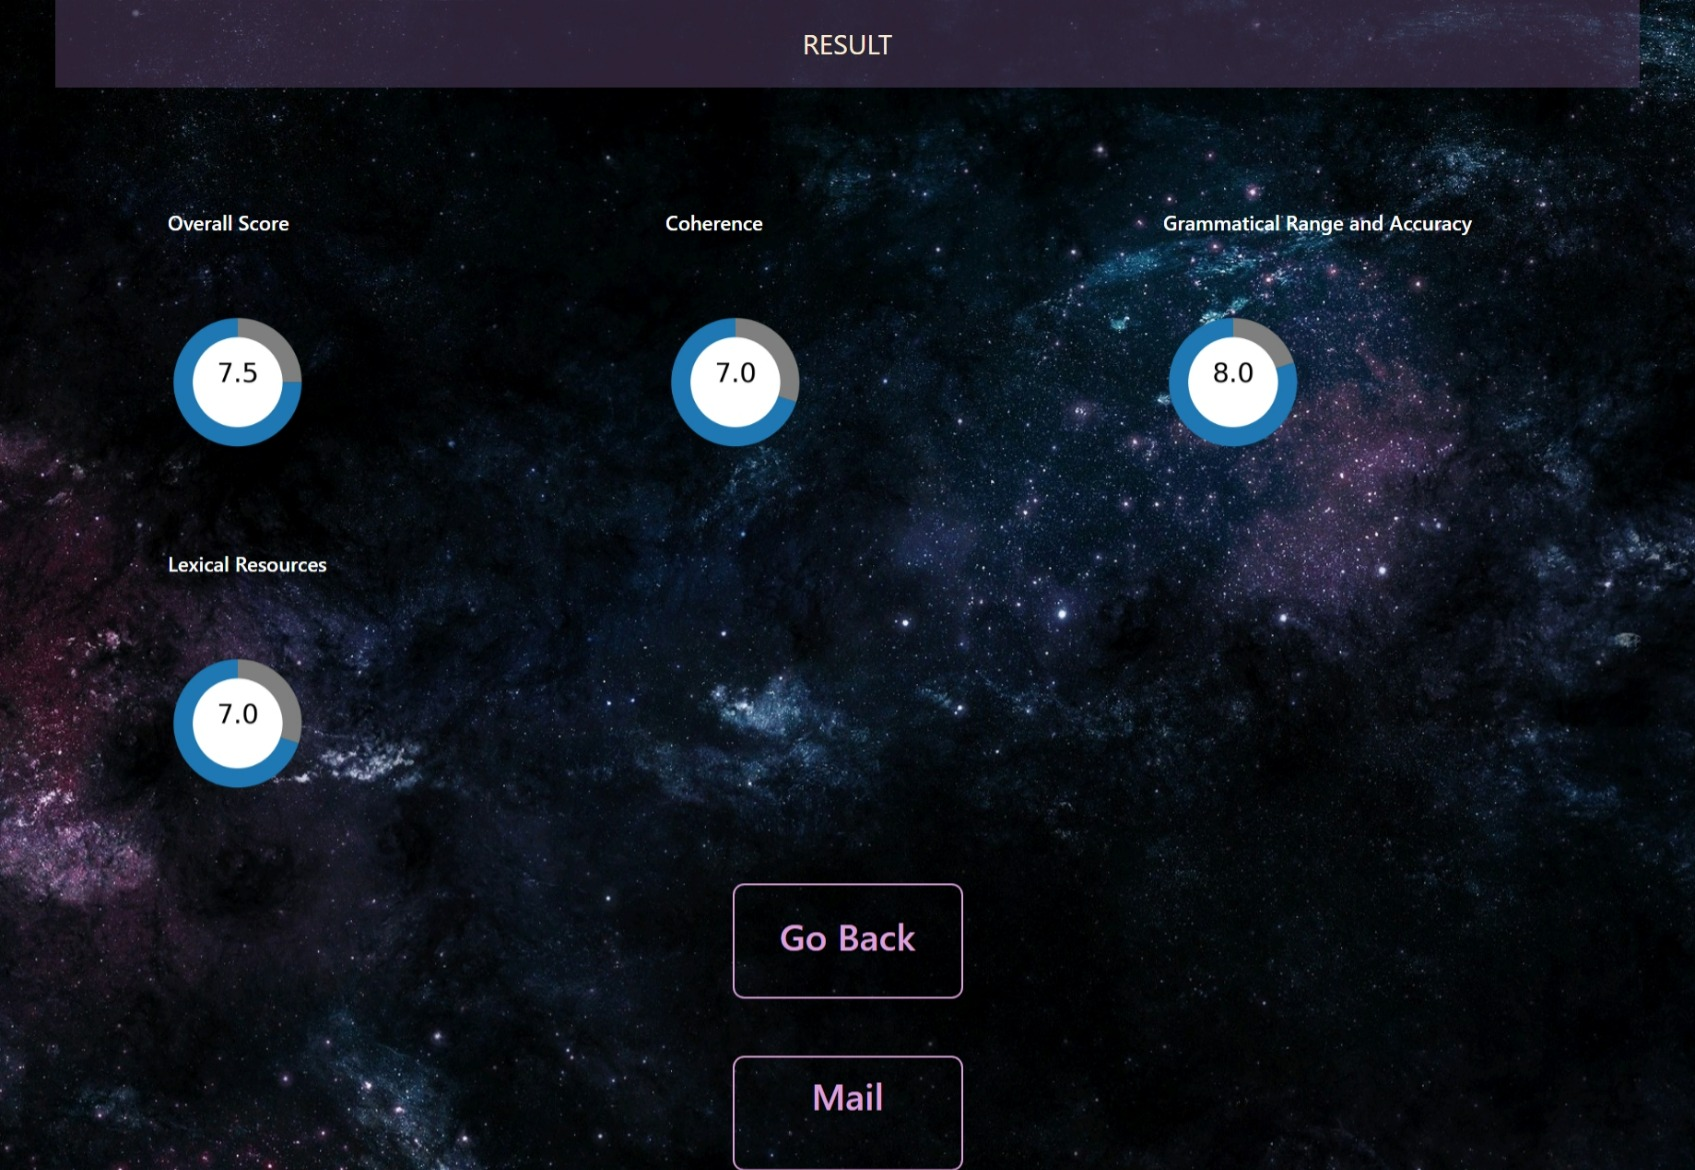 RESULT
Overall Score
Coherence
Grammatical Range and Accuracy
7.5
7.0
8.0
Lexical Resources
7.0
Go Back
Mail